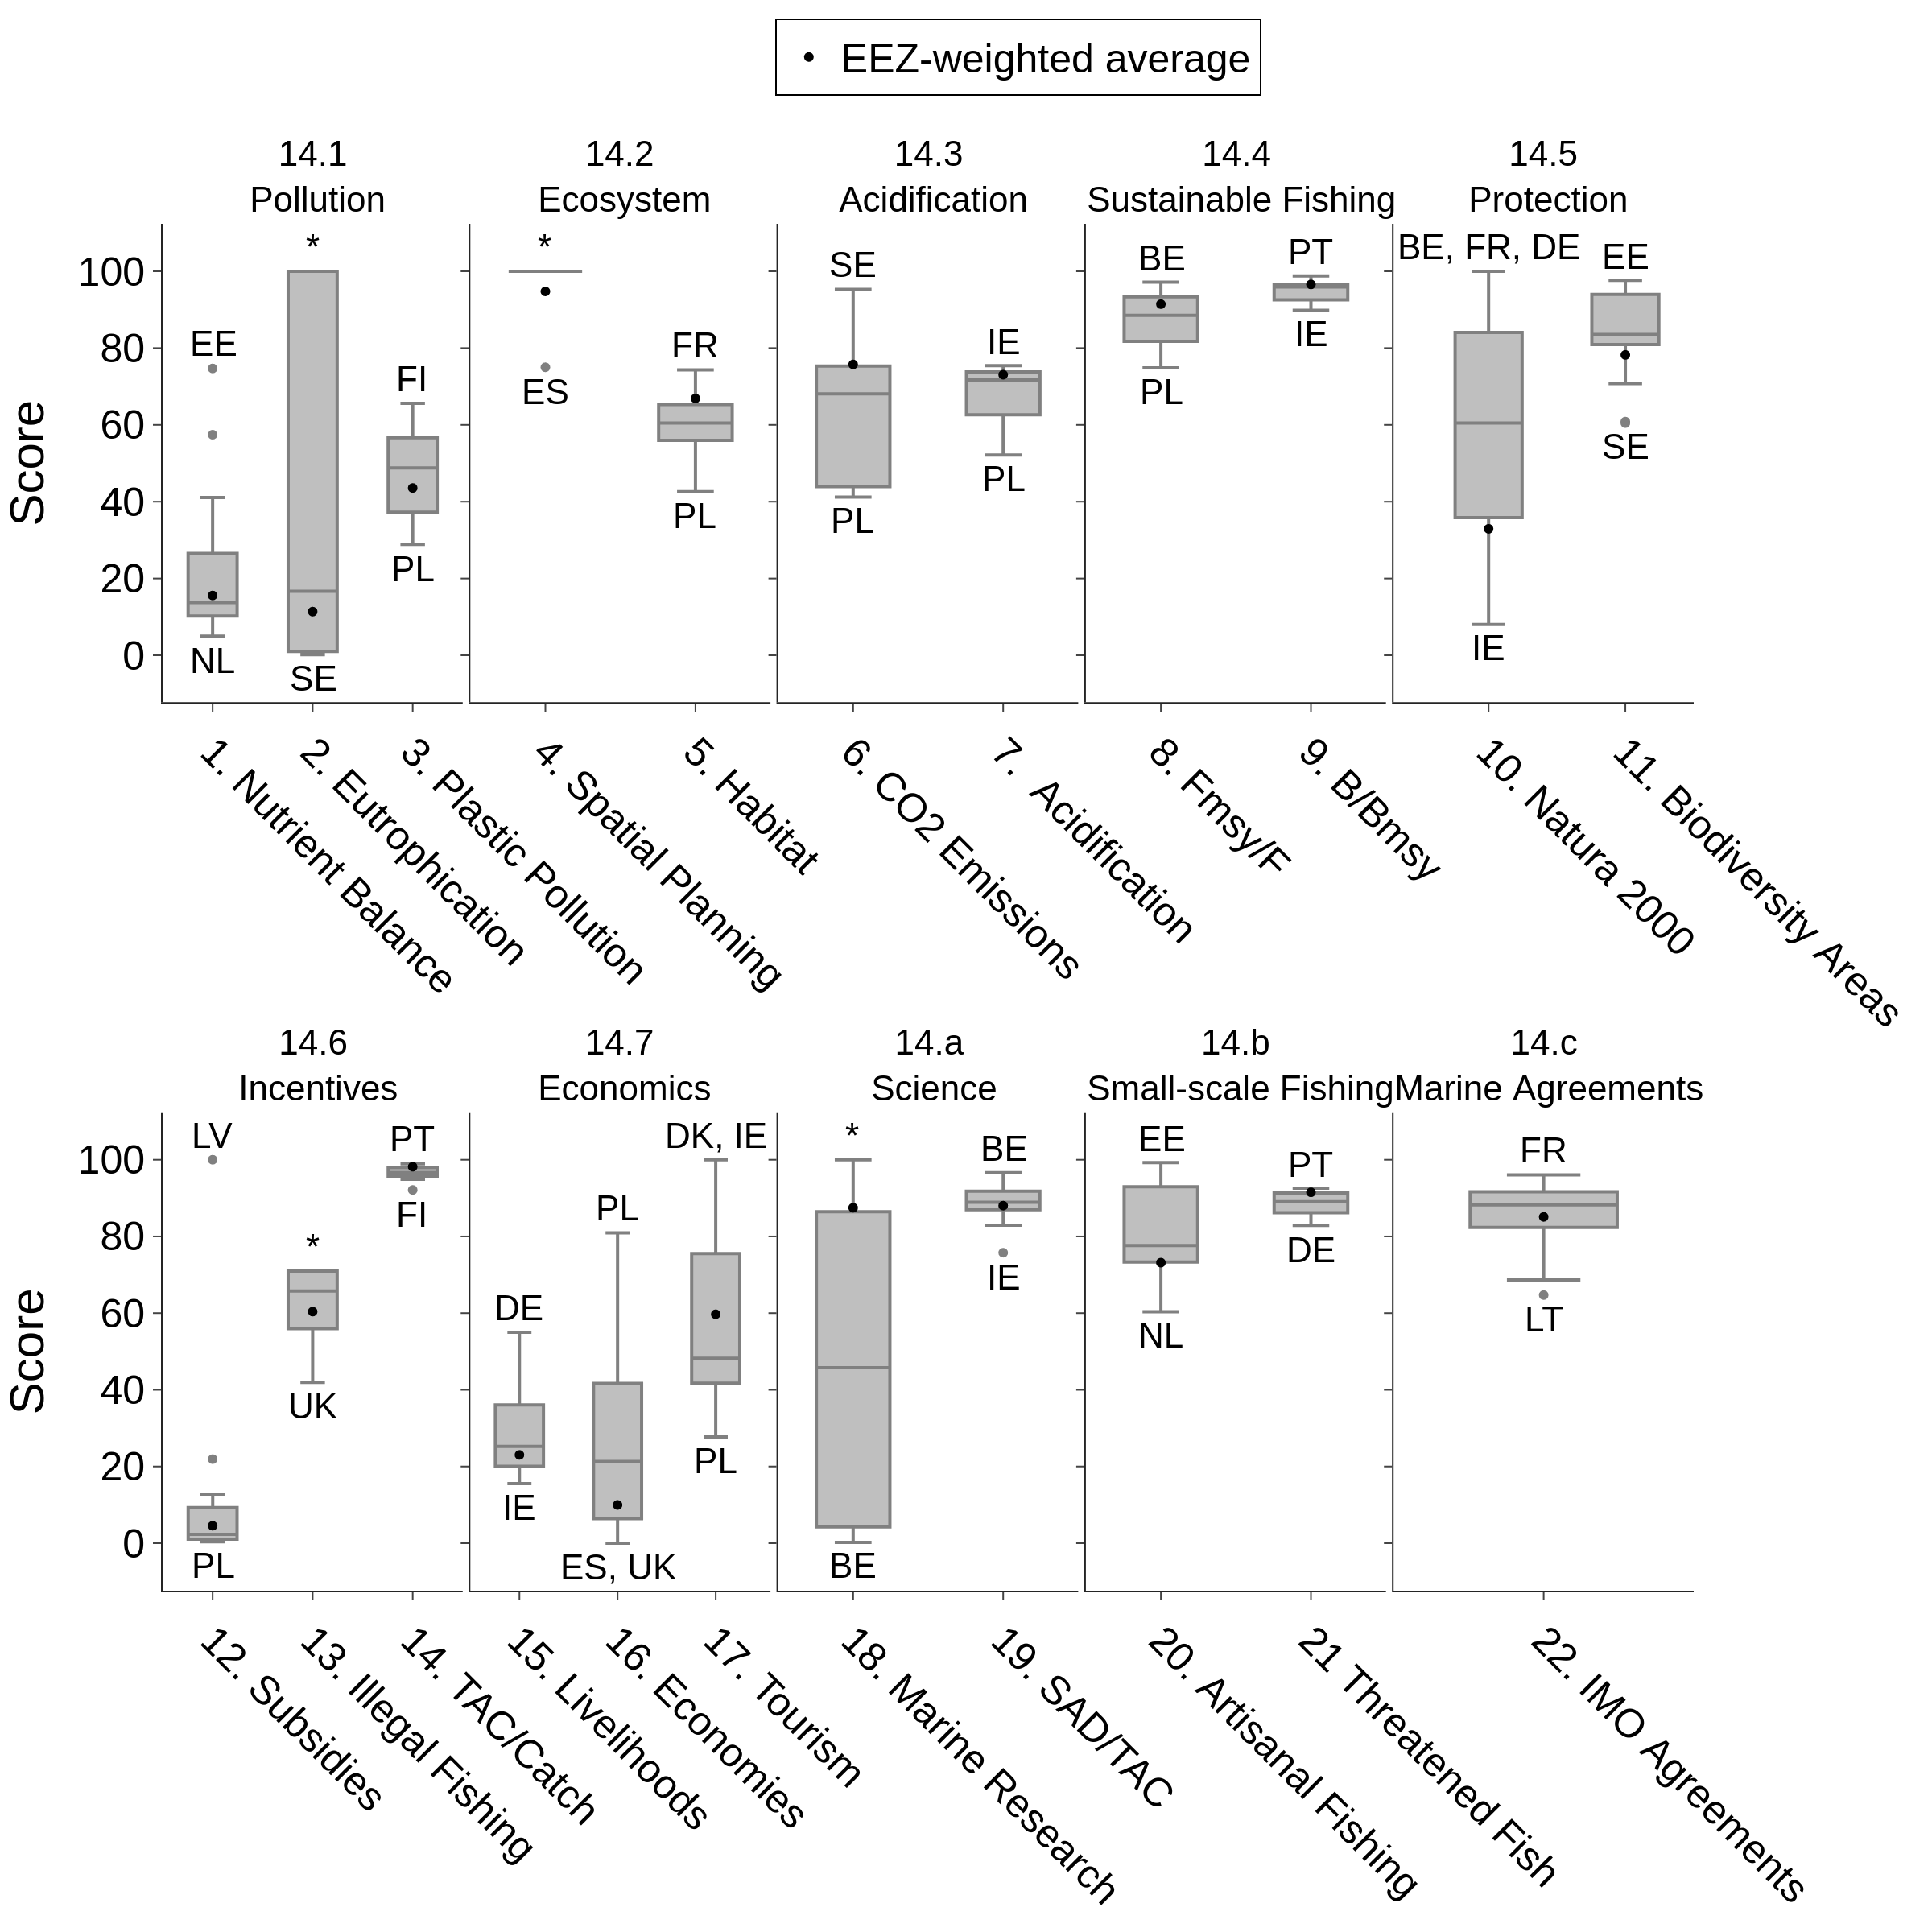 EEZ-weighted average
14.1
Pollution
14.2
Ecosystem
14.3
Acidification
14.4
Sustainable Fishing
14.5
Protection
Score
100
80
60
40
20
0
EE
NL
*
SE
FI
PL
*
ES
FR
PL
SE
PL
IE
PL
BE
PL
PT
IE
BE, FR, DE
IE
EE
SE
1. Nutrient Balance
2. Eutrophication
3. Plastic Pollution
4. Spatial Planning
5. Habitat
6. CO2 Emissions
7. Acidification
8. Fmsy/F
9. B/Bmsy
10. Natura 2000
11. Biodiversity Areas
14.6
Incentives
14.7
Economics
14.a
Science
14.b
Small-scale Fishing
14.c
Marine Agreements
Score
100
80
60
40
20
0
LV
PL
*
UK
PT
FI
DE
IE
PL
ES, UK
DK, IE
PL
*
BE
BE
IE
EE
NL
PT
DE
FR
LT
12. Subsidies
13. Illegal Fishing
14. TAC/Catch
15. Livelihoods
16. Economies
17. Tourism
18. Marine Research
19. SAD/TAC
20. Artisanal Fishing
21 Threatened Fish
22. IMO Agreements